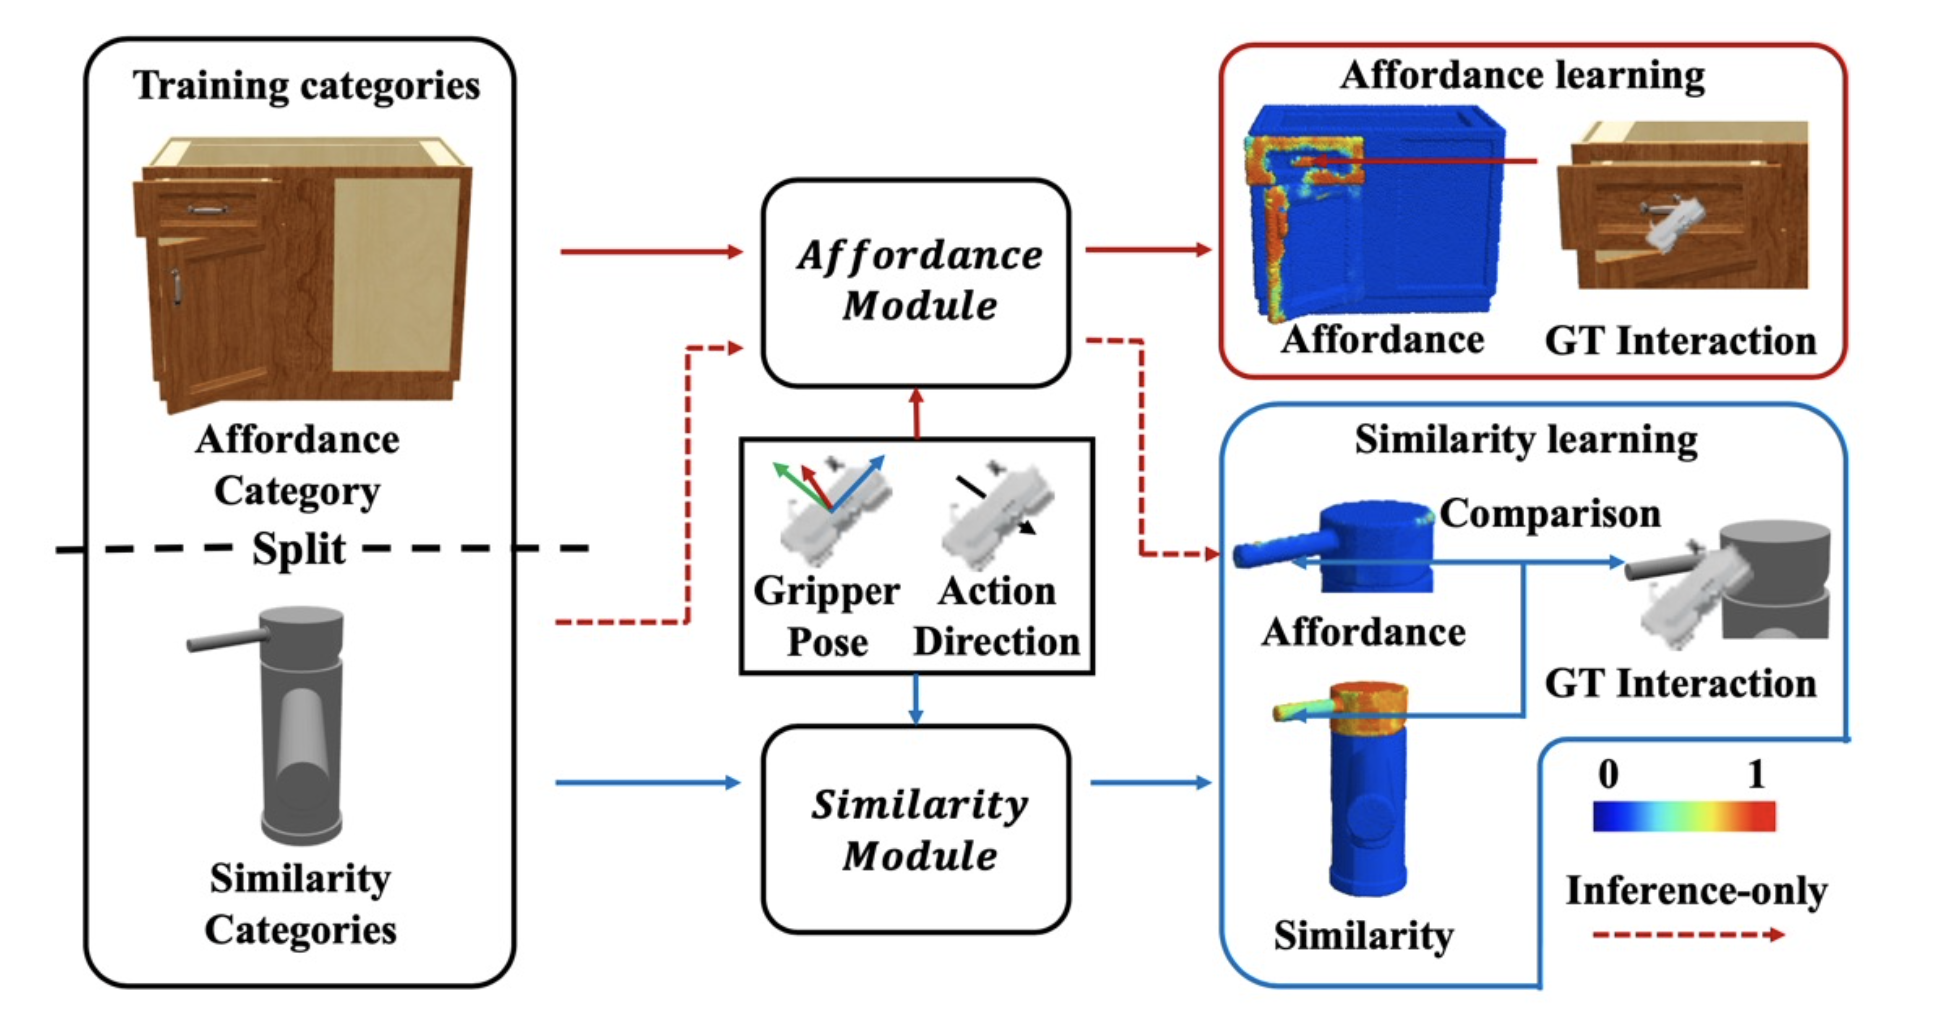 Training categories
Affordance
Category
Split
Similarity
Categories
Affordance
Module
Gripper
Pose
Action
Direction
Similarity
Module
Affordance learning
Affordance
GT Interaction
Similarity learning
Comparison
Affordance
GT Interaction
Similarity
0 1
Inference-only